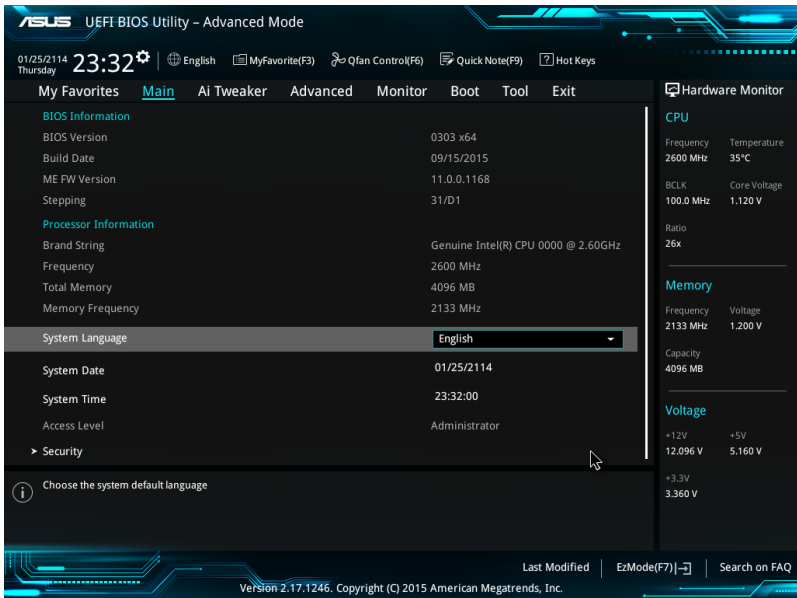 ASUS UEFI BIOS Utility – Advanced Mode
01/25/2114
Thursday
23:32
English MyFavorite(F3) Qfan Control(F6) Quick Note(F9) ? Hot Keys
My Favorites Main Ai Tweaker Advanced Monitor Boot Tool Exit
Hardware Monitor
BIOS Information
BIOS Version 0303 x64
Build Date 09/15/2015
ME FW Version 11.0.0.1168
Stepping 31/D1
Processor Information
Brand String Genuine Intel(R) CPU 0000 @ 2.60GHz
Frequency 2600 MHz
Total Memory 4096 MB
Memory Frequency 2133 MHz
System Language English
System Date 01/25/2114
System Time 23:32:00
Access Level Administrator
Security
Choose the system default language
CPU
Frequency Temperature
2600 MHz 35°C
BCLK Core Voltage
100.0 MHz 1.120 V
Ratio
26x
Memory
Frequency Voltage
2133 MHz 1.200 V
Capacity
4096 MB
Voltage
+12V +5V
12.096 V 5.160 V
+3.3V
3.360 V
Last Modified EzMode(F7) Search on FAQ
Version 2.17.1246. Copyright (C) 2015 American Megatrends, Inc.